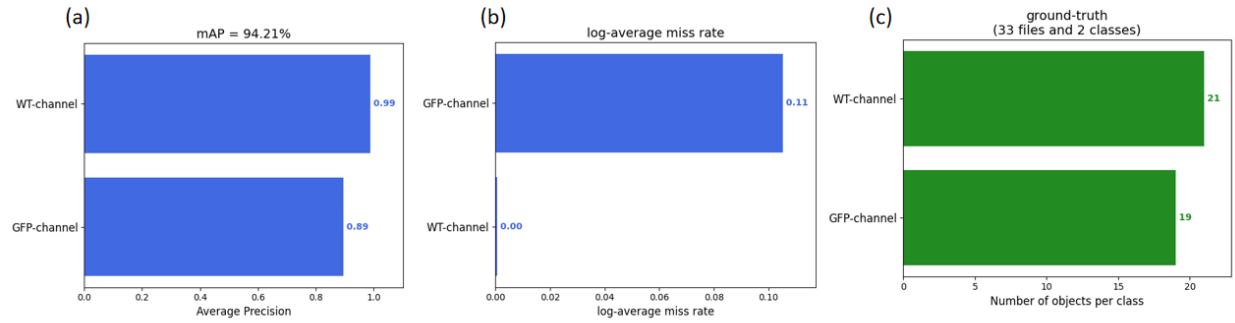 (a)
mAP = 94.21%
WT-channel
0.99
GFP-channel
0.89
0.0 0.2 0.4 0.6 0.8 1.0
Average Precision
(b)
log-average miss rate
GFP-channel
0.11
WT-channel
0.00
0.00 0.02 0.04 0.06 0.08 0.10
log-average miss rate
(c)
ground-truth
(33 files and 2 classes)
WT-channel
21
GFP-channel
19
0 5 10 15 20
Number of objects per class